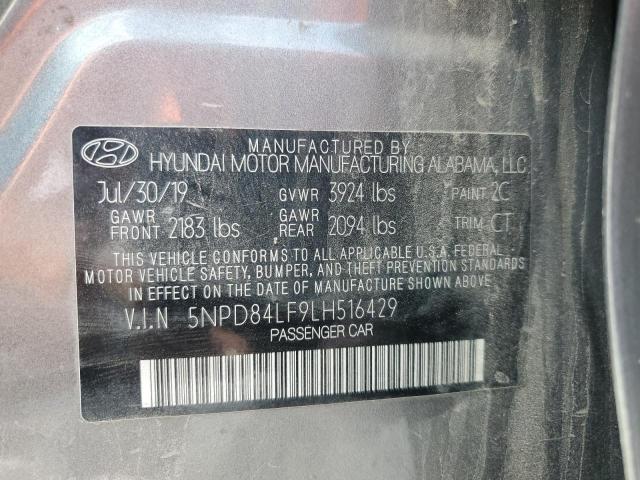 MANUFACTURED BY
HYUNDAI MOTOR MANUFACTURING ALABAMA, LLC
Jul/30/19 GVWR 3924 lbs PAINT 2C
GAWR FRONT 2183 lbs GAWR REAR 2094 lbs TRIM CT
THIS VEHICLE CONFORMS TO ALL APPLICABLE U.S.A. FEDERAL
MOTOR VEHICLE SAFETY, BUMPER, AND THEFT PREVENTION STANDARDS
IN EFFECT ON THE DATE OF MANUFACTURE SHOWN ABOVE.
V.I.N 5NPD84LF9LH516429
PASSENGER CAR